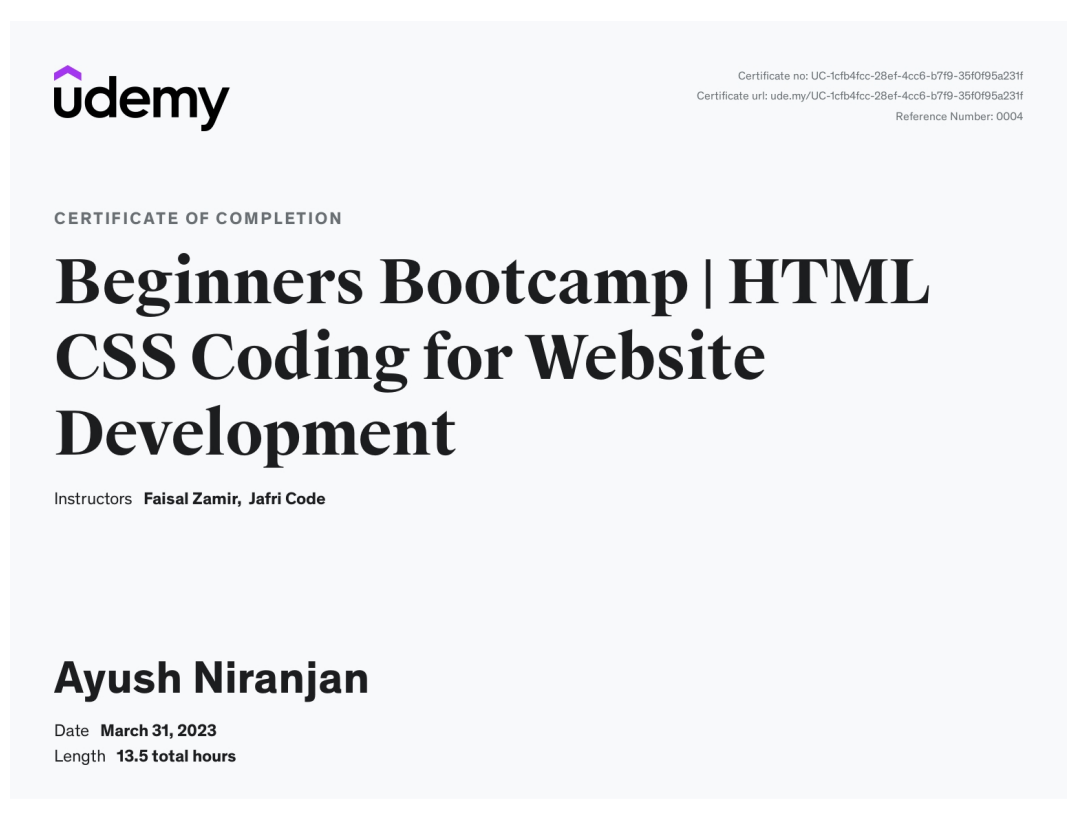 udemy
Certificate no: UC-1cfb4fcc-28ef-4cc6-b7f9-35f0f95a231f
Certificate url: ude.my/UC-1cfb4fcc-28ef-4cc6-b7f9-35f0f95a231f
Reference Number: 0004
CERTIFICATE OF COMPLETION
Beginners Bootcamp | HTML
CSS Coding for Website
Development
Instructors Faisal Zamir, Jafri Code
Ayush Niranjan
Date March 31, 2023
Length 13.5 total hours